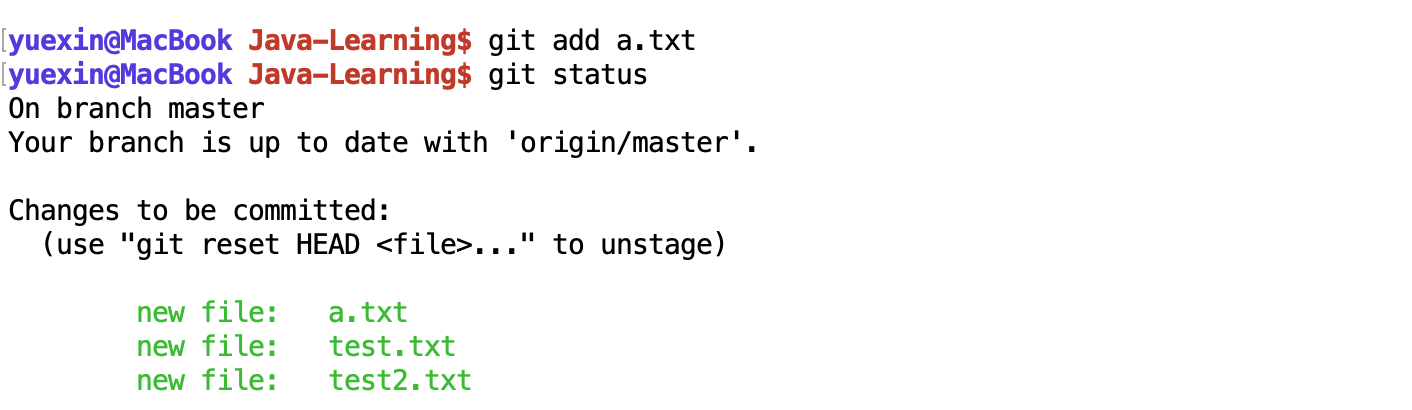 [yuexin@MacBook Java-Learning$ git add a.txt
[yuexin@MacBook Java-Learning$ git status
On branch master
Your branch is up to date with 'origin/master'.
Changes to be committed:
  (use "git reset HEAD <file>..." to unstage)
        new file:   a.txt
        new file:   test.txt
        new file:   test2.txt